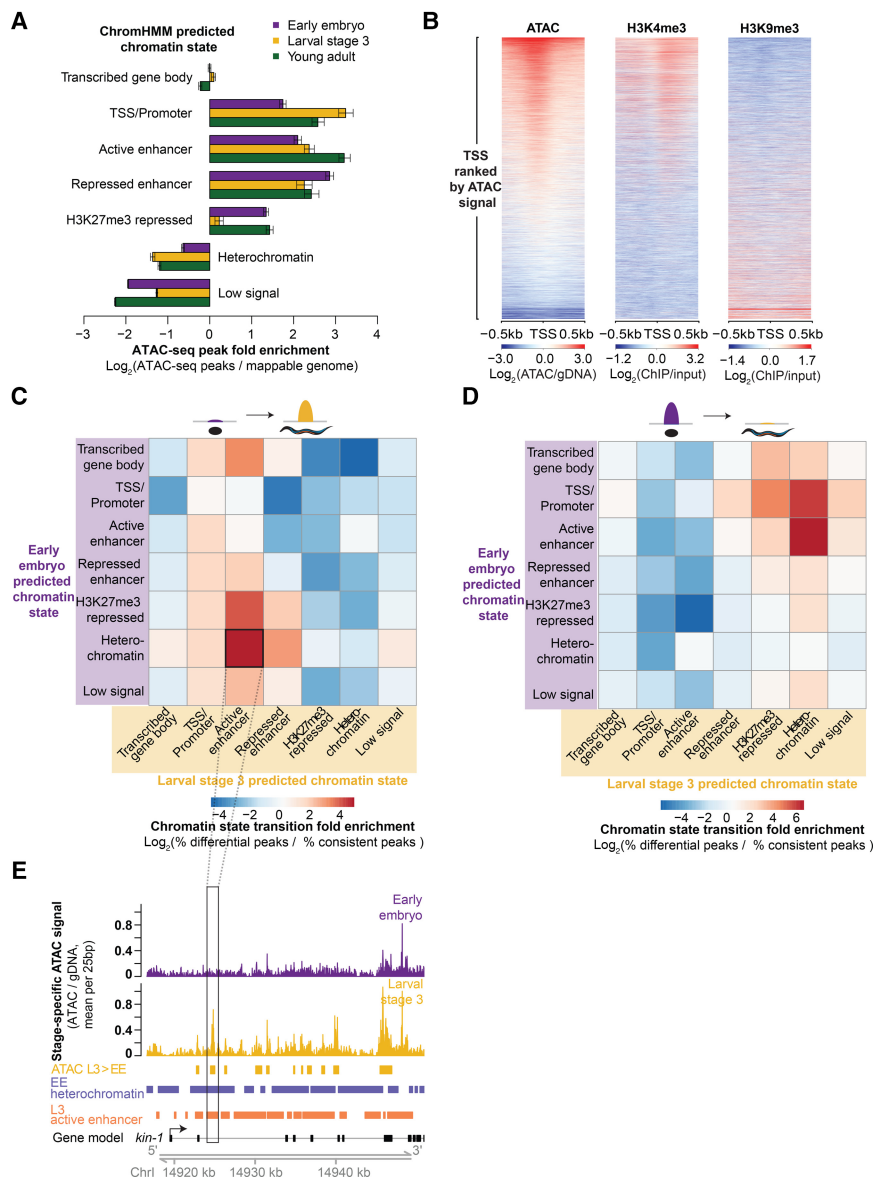 A
ChromHMM predicted
chromatin state
Early embryo
Larval stage 3
Young adult
Transcribed gene body
TSS/Promoter
Active enhancer
Repressed enhancer
H3K27me3 repressed
Heterochromatin
Low signal
−3 −2 −1 0 1 2 3 4
ATAC-seq peak fold enrichment
Log2(ATAC-seq peaks / mappable genome)
B
ATAC H3K4me3 H3K9me3
TSS
ranked
by ATAC
signal
−0.5kb TSS 0.5kb −0.5kb TSS 0.5kb −0.5kb TSS 0.5kb
−3.0 0.0 3.0 −1.2 0.0 3.2 −1.4 0.0 1.7
Log2(ATAC/gDNA) Log2(ChIP/input) Log2(ChIP/input)
C
Early
embryo
predicted
chromatin
state
Transcribed
gene body
TSS/
Promoter
Active
enhancer
Repressed
enhancer
H3K27me3
repressed
Hetero-
chromatin
Low signal
Transcribed
gene body
TSS/
Promoter
Active
enhancer
Repressed
enhancer
H3K27me3
repressed
Hetero-
chromatin
Low signal
Larval stage 3 predicted chromatin state
−4 −2 0 2 4
Chromatin state transition fold enrichment
Log2(% differential peaks / % consistent peaks )
D
Early
embryo
predicted
chromatin
state
Transcribed
gene body
TSS/
Promoter
Active
enhancer
Repressed
enhancer
H3K27me3
repressed
Hetero-
chromatin
Low signal
Transcribed
gene body
TSS/
Promoter
Active
enhancer
Repressed
enhancer
H3K27me3
repressed
Hetero-
chromatin
Low signal
Larval stage 3 predicted chromatin state
−4 −2 0 2 4 6
Chromatin state transition fold enrichment
Log2(% differential peaks / % consistent peaks )
E
Stage-specific ATAC signal
(ATAC / gDNA,
mean per 25bp)
0.8
0.4
0
Early
embryo
0.8
0.4
0
Larval
stage 3
ATAC L3>EE
EE
heterochromatin
L3
active enhancer
Gene model kin-1
5' 3'
ChrI 14920 kb 14930 kb 14940 kb